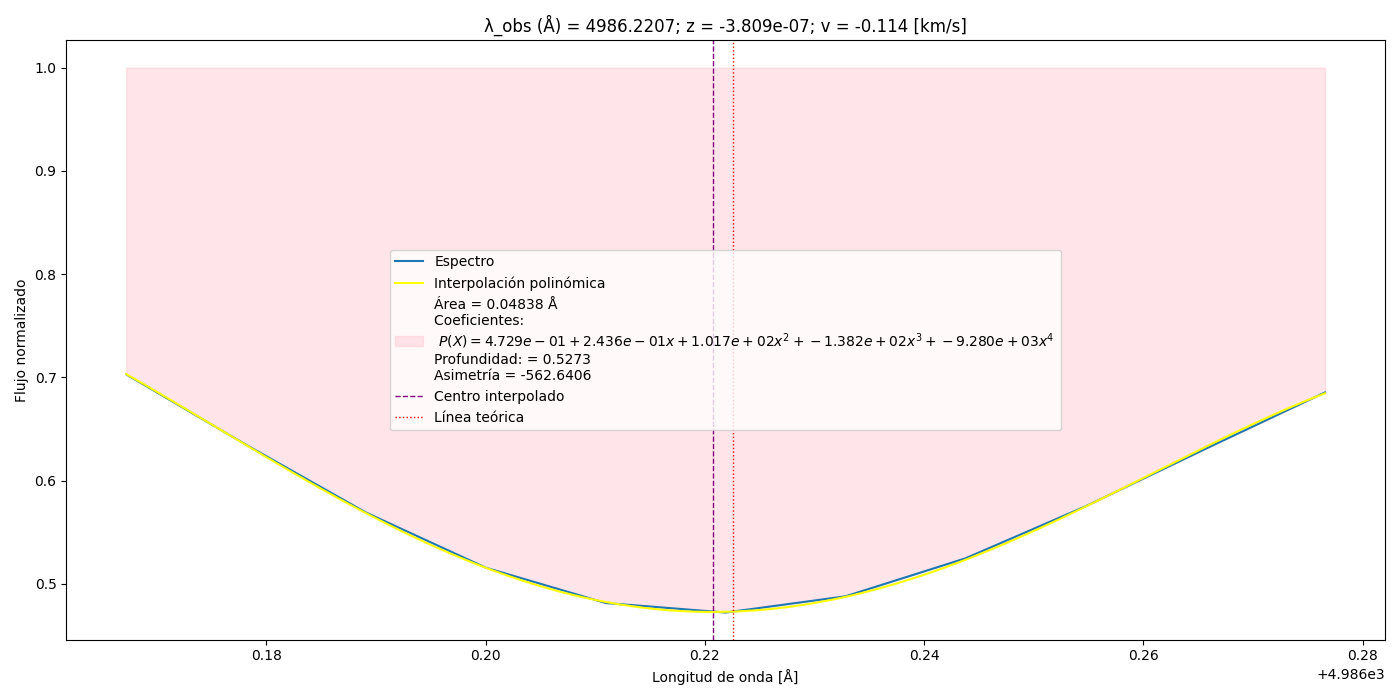 λ_obs (Å) = 4986.2207; z = -3.809e-07; v = -0.114 [km/s]
Flujo normalizado
1.0
0.9
0.8
0.7
0.6
0.5
Espectro
Interpolación polinómica
Área = 0.04838 Å
Coeficientes:
P(X) = 4.729e − 01 + 2.436e − 01x + 1.017e + 02x² + −1.382e + 02x³ + −9.280e + 03x⁴
Profundidad: = 0.5273
Asimetría = -562.6406
Centro interpolado
Línea teórica
0.18 0.20 0.22 0.24 0.26 0.28
+4.986e3
Longitud de onda [Å]